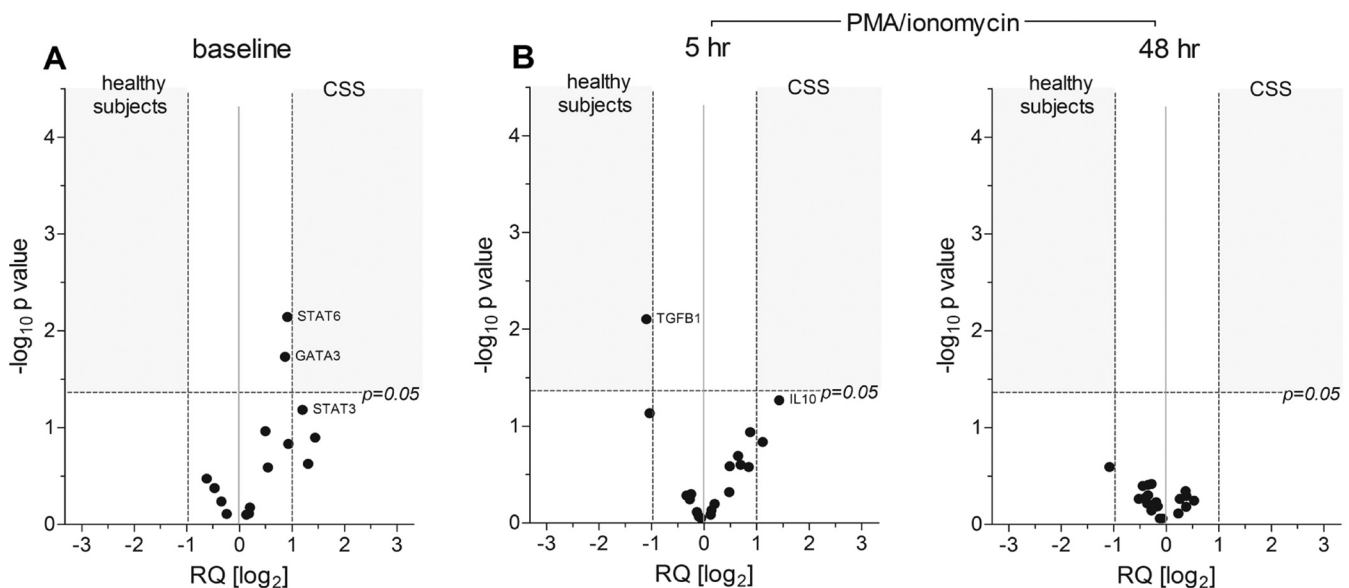 PMA/ionomycin
A
baseline
B
5 hr
48 hr
healthy
subjects
CSS
-log10 p value
4
3
2
1
0
STAT6
GATA3
p=0.05
STAT3
-3 -2 -1 0 1 2 3
RQ [log2]
healthy
subjects
CSS
-log10 p value
4
3
2
1
0
TGFB1
p=0.05
IL10
-3 -2 -1 0 1 2 3
RQ [log2]
healthy
subjects
CSS
-log10 p value
4
3
2
1
0
p=0.05
-3 -2 -1 0 1 2 3
RQ [log2]